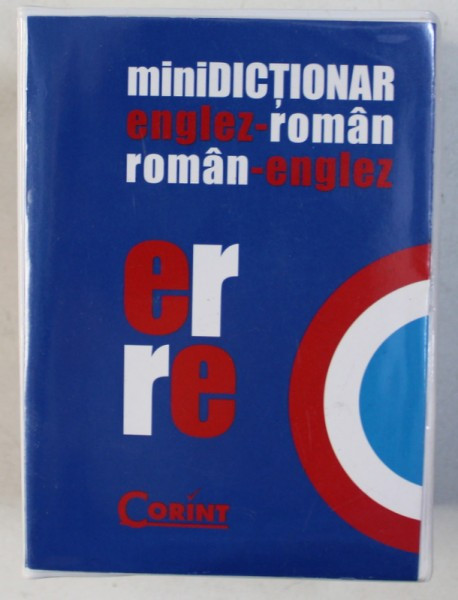 miniDICȚIONAR
englez-român
român-englez
er
re
CORINT